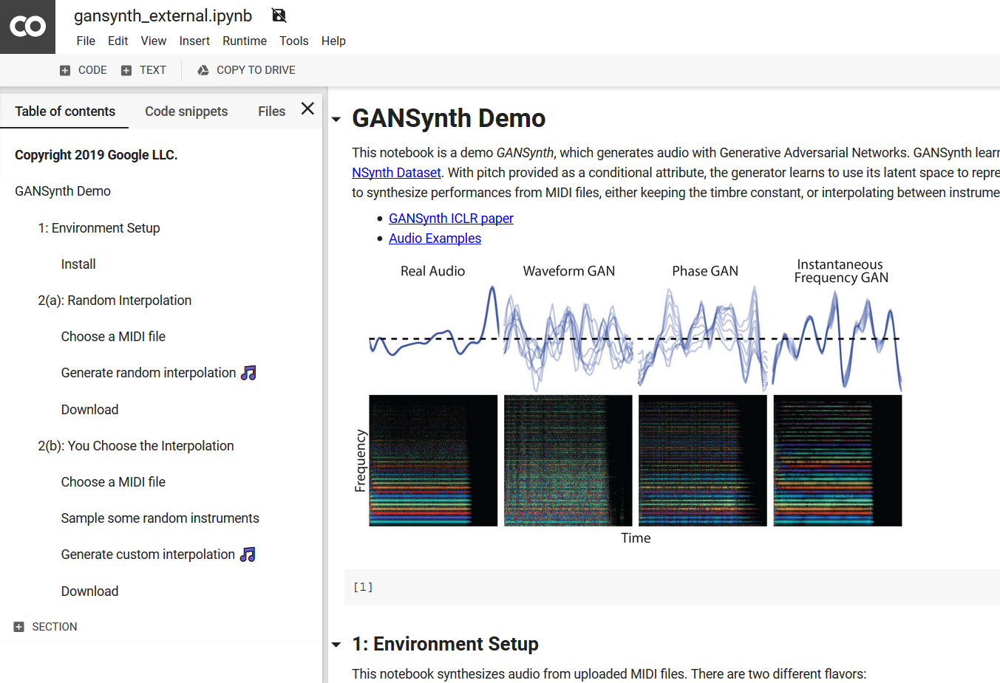 gansynth_external.ipynb
File Edit View Insert Runtime Tools Help
CODE TEXT COPY TO DRIVE
Table of contents Code snippets Files
Copyright 2019 Google LLC.
GANSynth Demo
1: Environment Setup
Install
2(a): Random Interpolation
Choose a MIDI file
Generate random interpolation
Download
2(b): You Choose the Interpolation
Choose a MIDI file
Sample some random instruments
Generate custom interpolation
Download
SECTION
GANSynth Demo
This notebook is a demo GANSynth, which generates audio with Generative Adversarial Networks. GANSynth lear
NSynth Dataset. With pitch provided as a conditional attribute, the generator learns to use its latent space to repre
to synthesize performances from MIDI files, either keeping the timbre constant, or interpolating between instrume
GANSynth ICLR paper
Audio Examples
Real Audio Waveform GAN Phase GAN Instantaneous
Frequency GAN
Frequency
Time
[1]
1: Environment Setup
This notebook synthesizes audio from uploaded MIDI files. There are two different flavors: